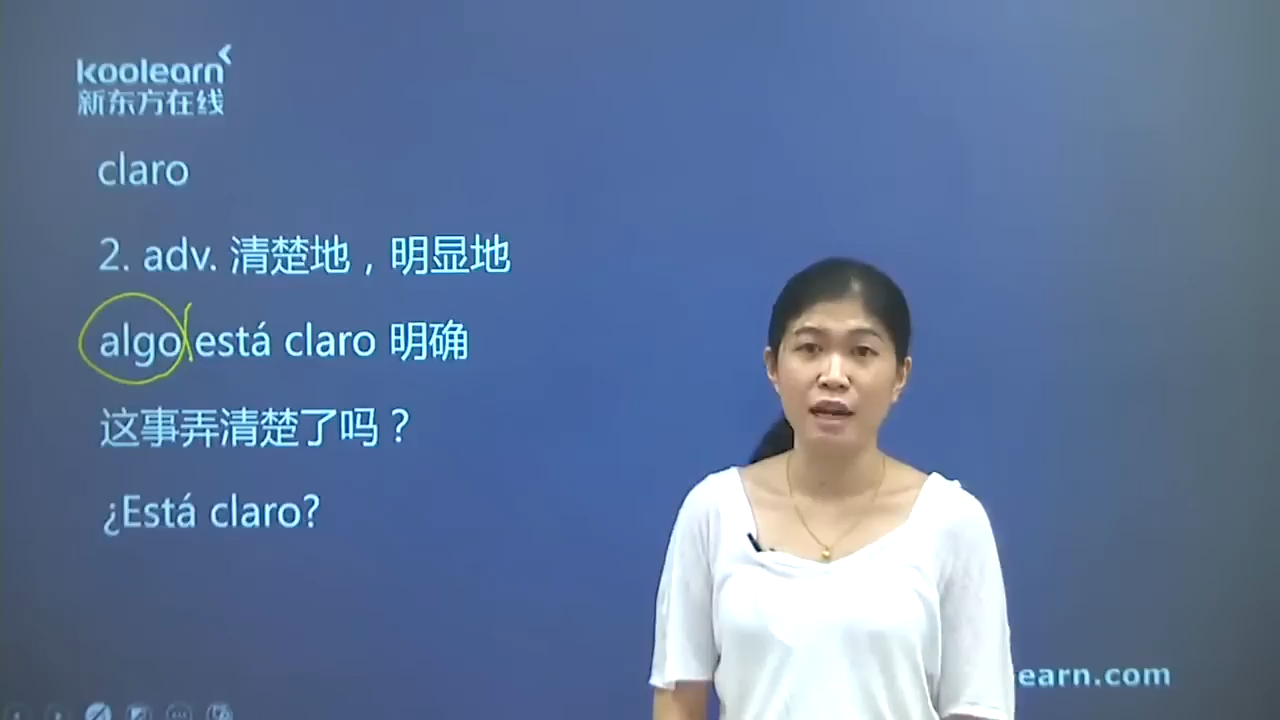 koolearn
新东方在线
claro
2. adv. 清楚地，明显地
algo está claro 明确
这事弄清楚了吗？
¿Está claro?
earn.com